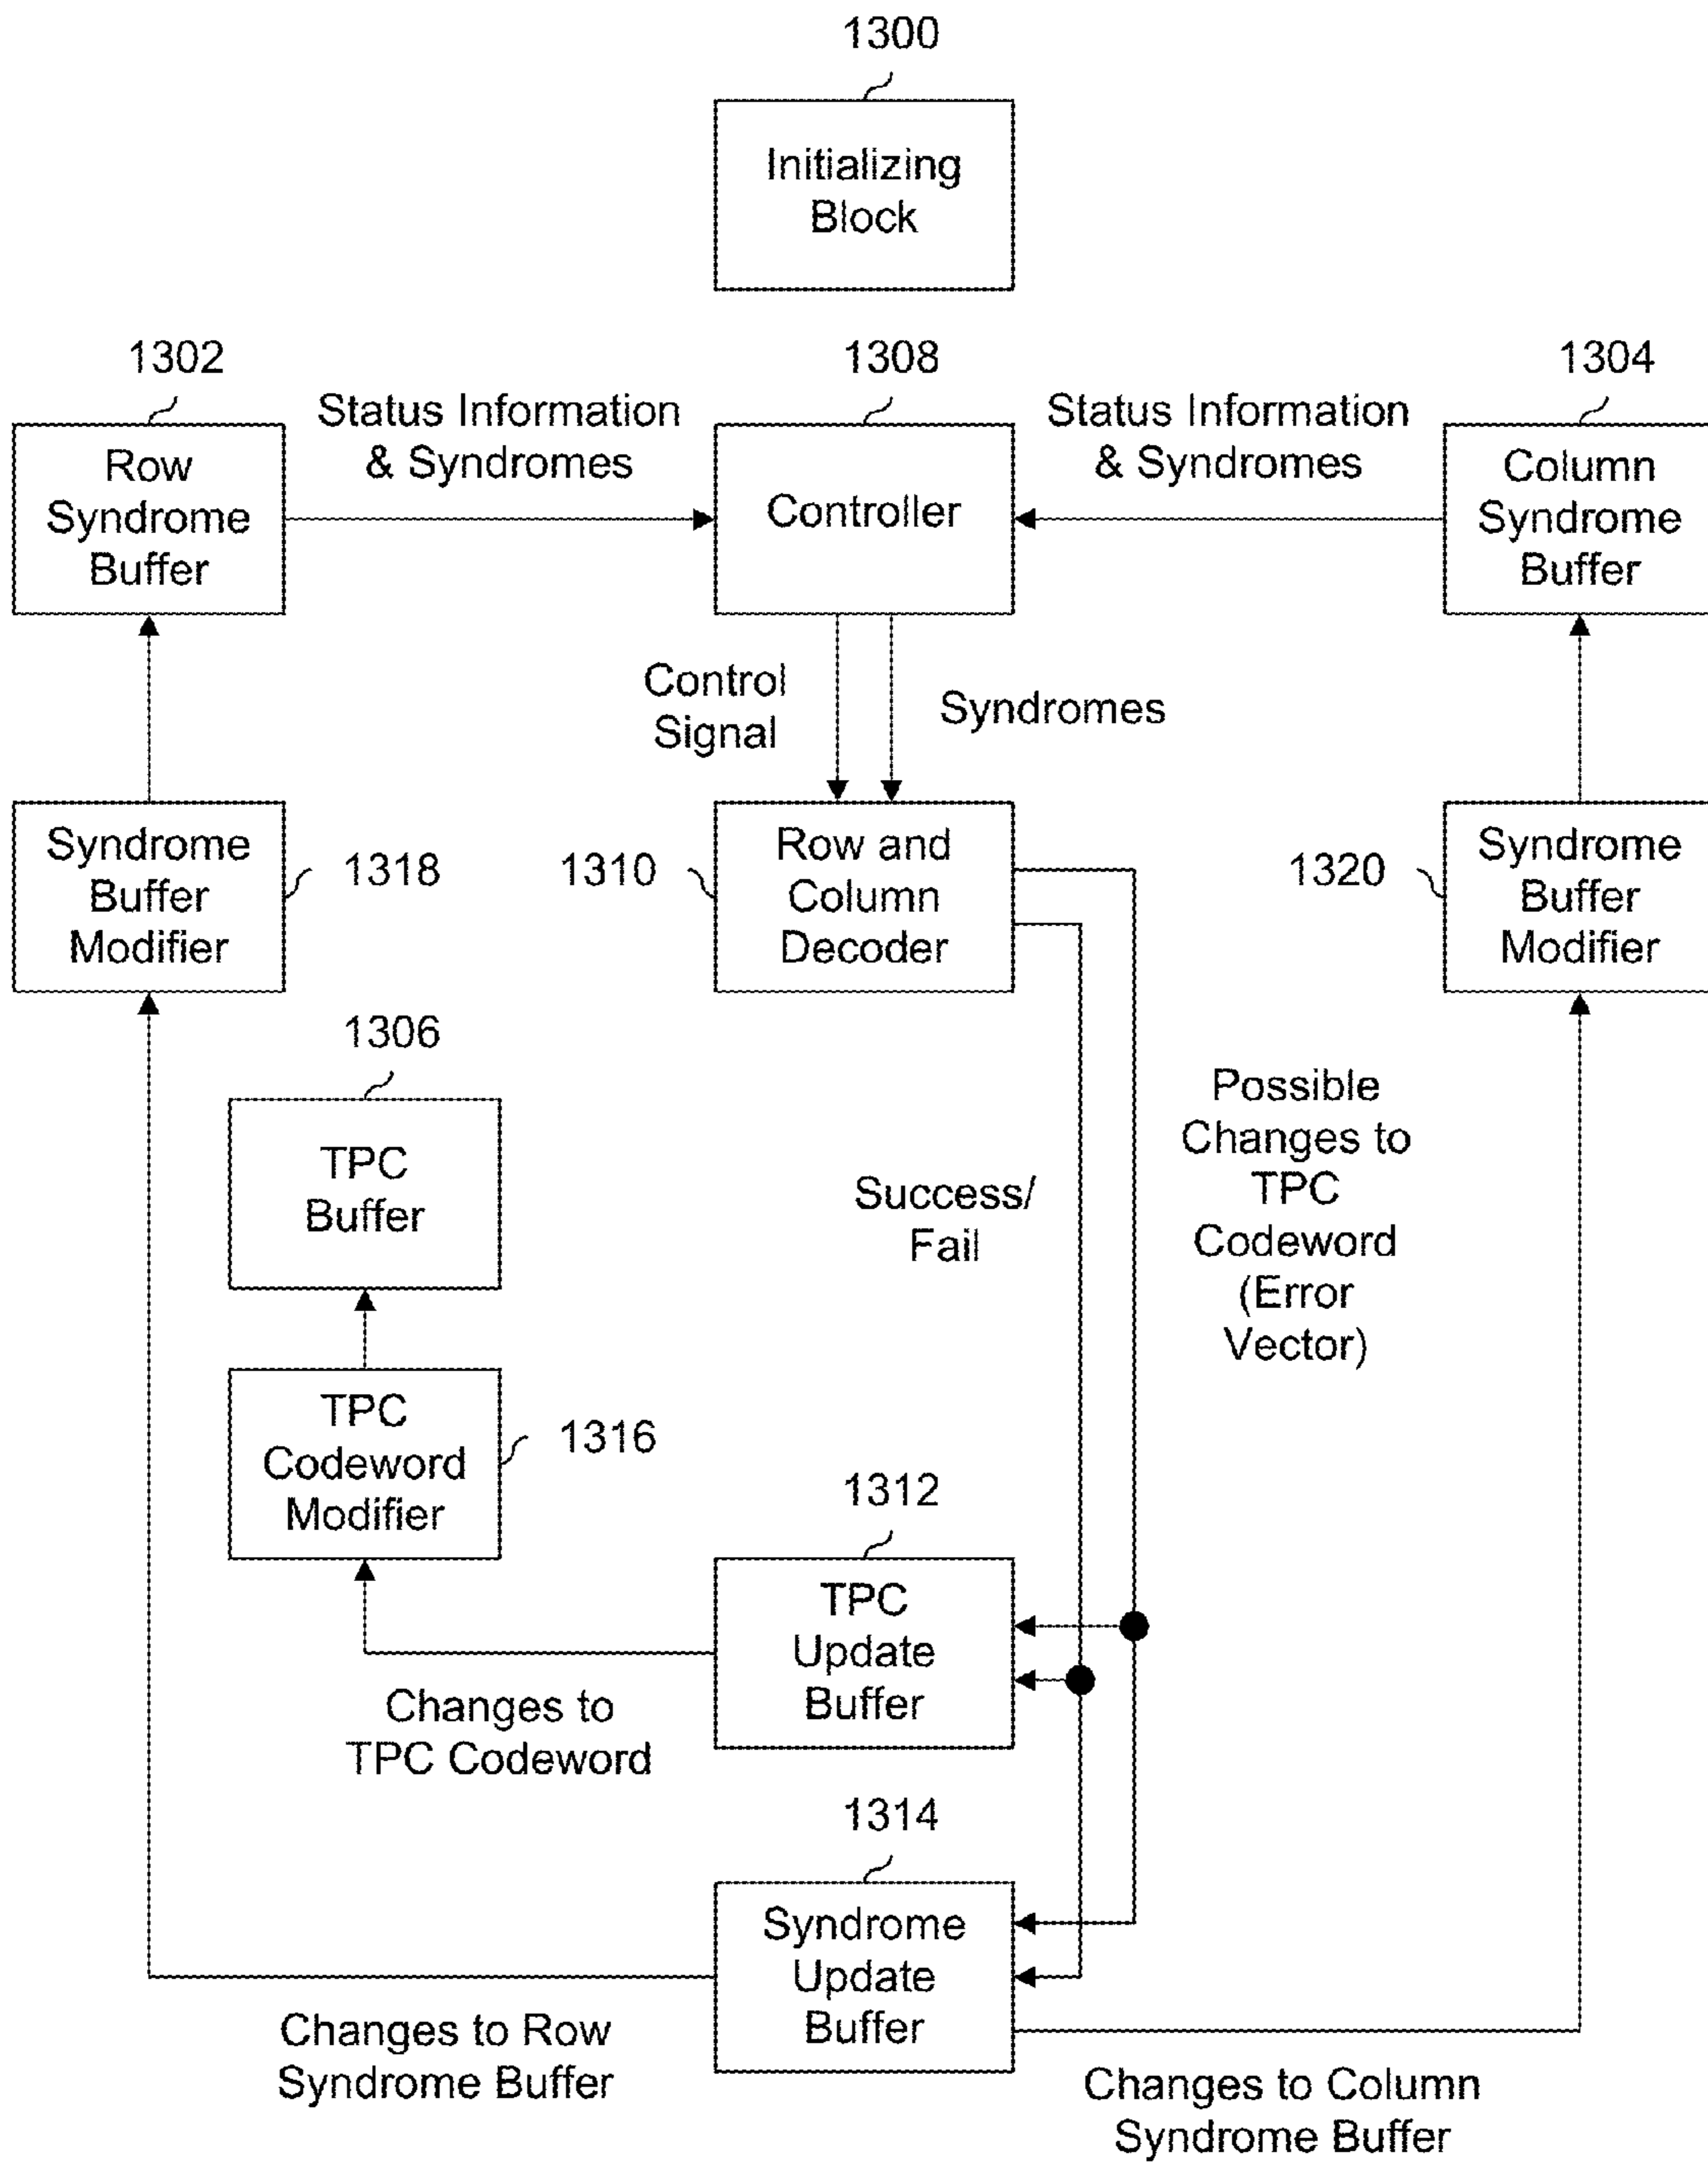 1300
Initializing
Block
1302
1308
1304
Status Information
& Syndromes
Status Information
& Syndromes
Row
Syndrome
Buffer
Controller
Column
Syndrome
Buffer
Control
Signal
Syndromes
Syndrome
Buffer
Modifier
1318
1310
Row and
Column
Decoder
1320
Syndrome
Buffer
Modifier
1306
TPC
Buffer
Success/
Fail
Possible
Changes to
TPC
Codeword
(Error
Vector)
TPC
Codeword
Modifier
1316
1312
TPC
Update
Buffer
Changes to
TPC Codeword
1314
Syndrome
Update
Buffer
Changes to Row
Syndrome Buffer
Changes to Column
Syndrome Buffer